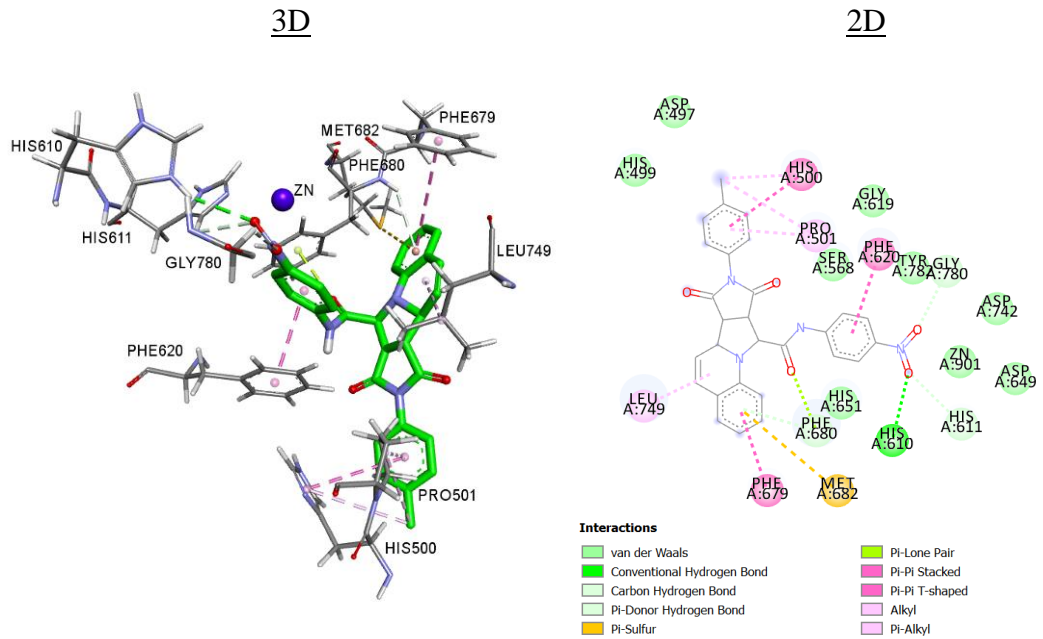 3D
2D
HIS610
HIS611
GLY780
ZN
MET682
PHE680
PHE679
LEU749
PHE620
PRO501
HIS500
ASP
A:497
HIS
A:499
HIS
A:500
GLY
A:619
PRO
A:501
SER
A:568
PHE
A:620
TYR
A:782
GLY
A:780
ASP
A:742
ZN
A:901
ASP
A:649
LEU
A:749
HIS
A:651
PHE
A:680
HIS
A:610
HIS
A:611
PHE
A:679
MET
A:682
N
O
O
N
N
O
N
O
O
Interactions
van der Waals
Conventional Hydrogen Bond
Carbon Hydrogen Bond
Pi-Donor Hydrogen Bond
Pi-Sulfur
Pi-Lone Pair
Pi-Pi Stacked
Pi-Pi T-shaped
Alkyl
Pi-Alkyl